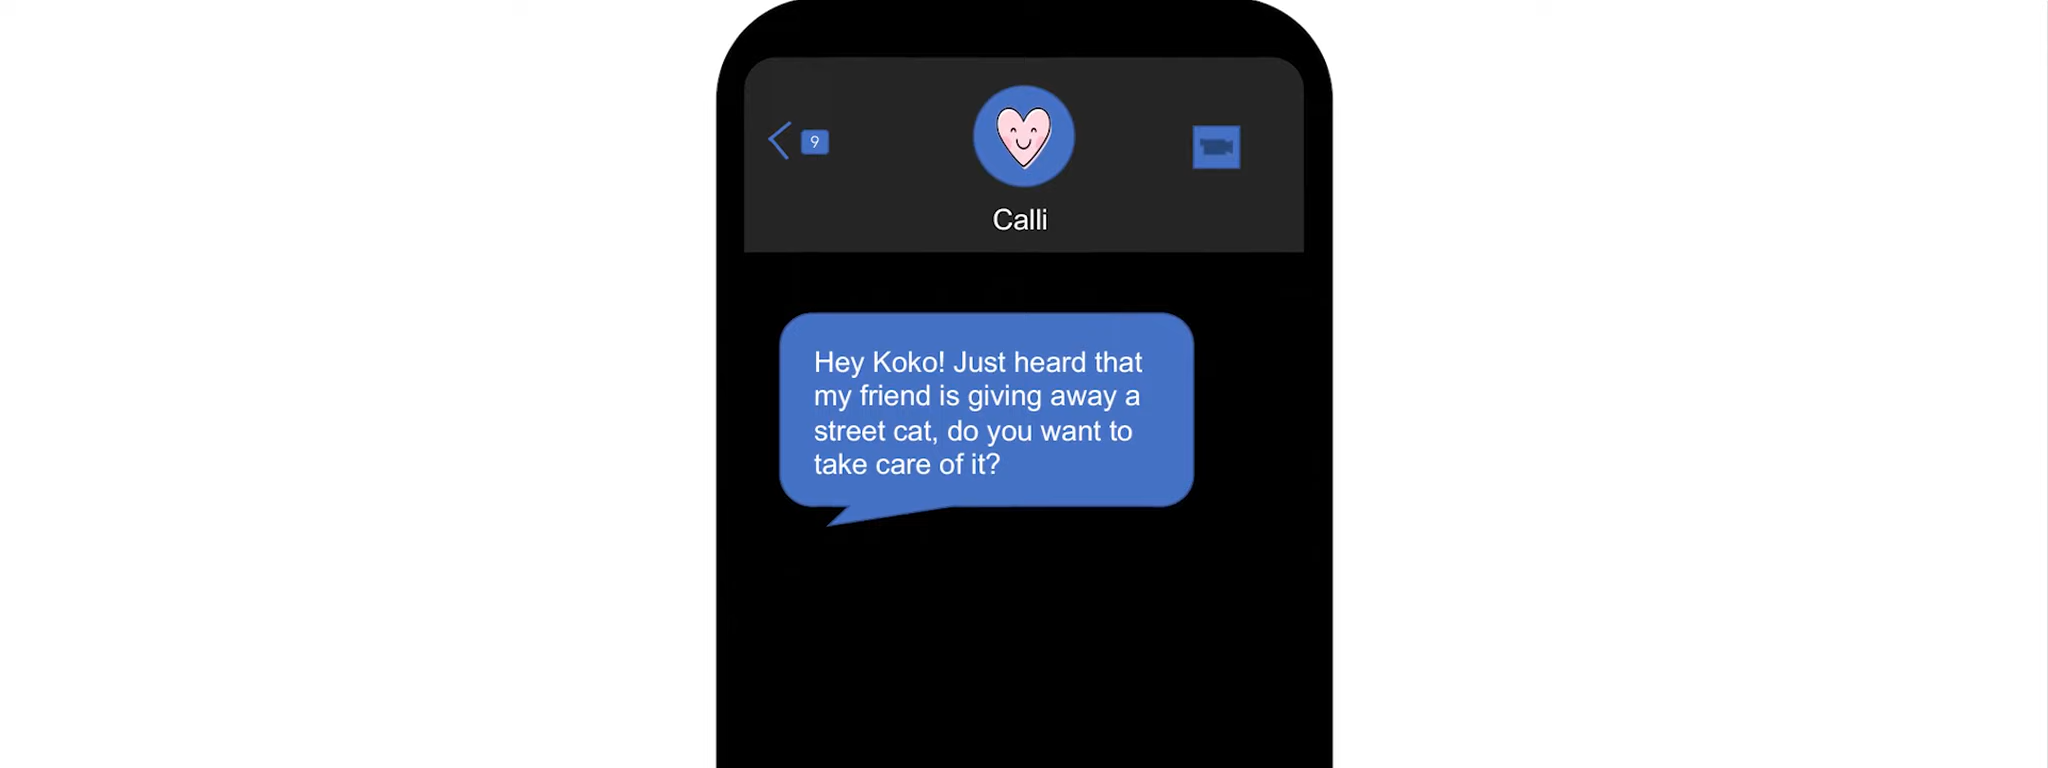 9
Calli
Hey Koko! Just heard that
my friend is giving away a
street cat, do you want to
take care of it?